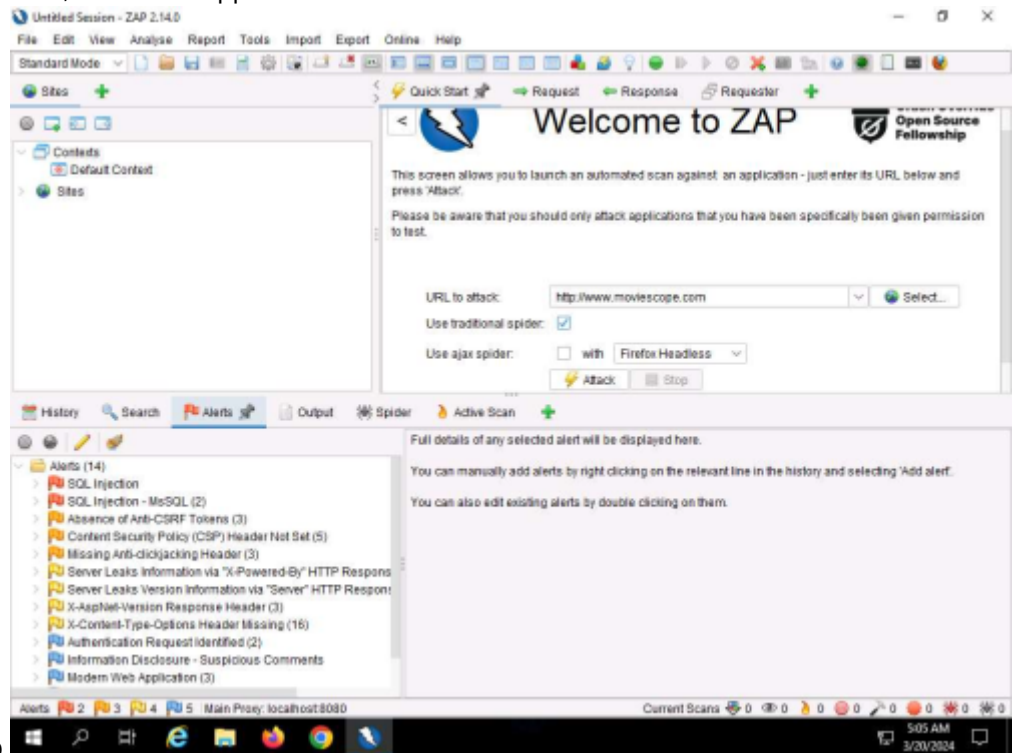 Untitled Session - ZAP 2.14.0
File Edit View Analyse Report Tools Import Export Online Help
Standard Mode
Sites
Quick Start Request Response Requester
< Welcome to ZAP
Open Source
Fellowship
Contexts
Default Context
Sites
This screen allows you to launch an automated scan against an application - just enter its URL below and
press 'Attack'.
Please be aware that you should only attack applications that you have been specifically been given permission
to test.
URL to attack: http://www.moviescope.com Select...
Use traditional spider:
Use ajax spider: with Firefox Headless
Attack Stop
History Search Alerts Output Spider Active Scan
Full details of any selected alert will be displayed here.
You can manually add alerts by right clicking on the relevant line in the history and selecting 'Add alert'.
You can also edit existing alerts by double clicking on them.
Alerts (14)
SQL Injection
SQL Injection - MsSQL (2)
Absence of Anti-CSRF Tokens (3)
Content Security Policy (CSP) Header Not Set (5)
Missing Anti-clickjacking Header (3)
Server Leaks Information via "X-Powered-By" HTTP Respons
Server Leaks Version Information via "Server" HTTP Respons
X-AspNet-Version Response Header (3)
X-Content-Type-Options Header Missing (16)
Authentication Request Identified (2)
Information Disclosure - Suspicious Comments
Modern Web Application (3)
Alerts 2 3 4 5 Main Proxy: localhost:8080 Current Scans 0 0 0 0 0 0 0 0
5:05 AM
3/20/2024